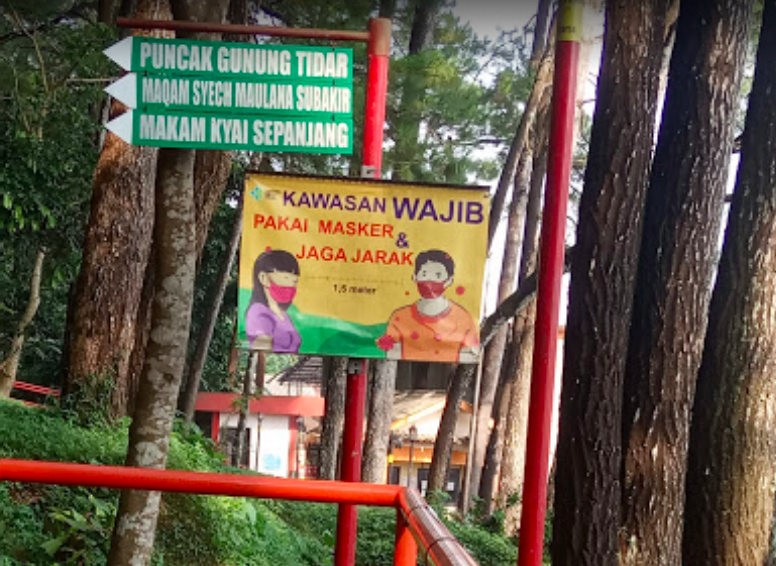 PUNCAK GUNUNG TIDAR
MAQAM SYECH MAULANA SUBAKIR
MAKAM KYAI SEPANJANG
KAWASAN WAJIB
PAKAI MASKER
&
JAGA JARAK
1,5 meter